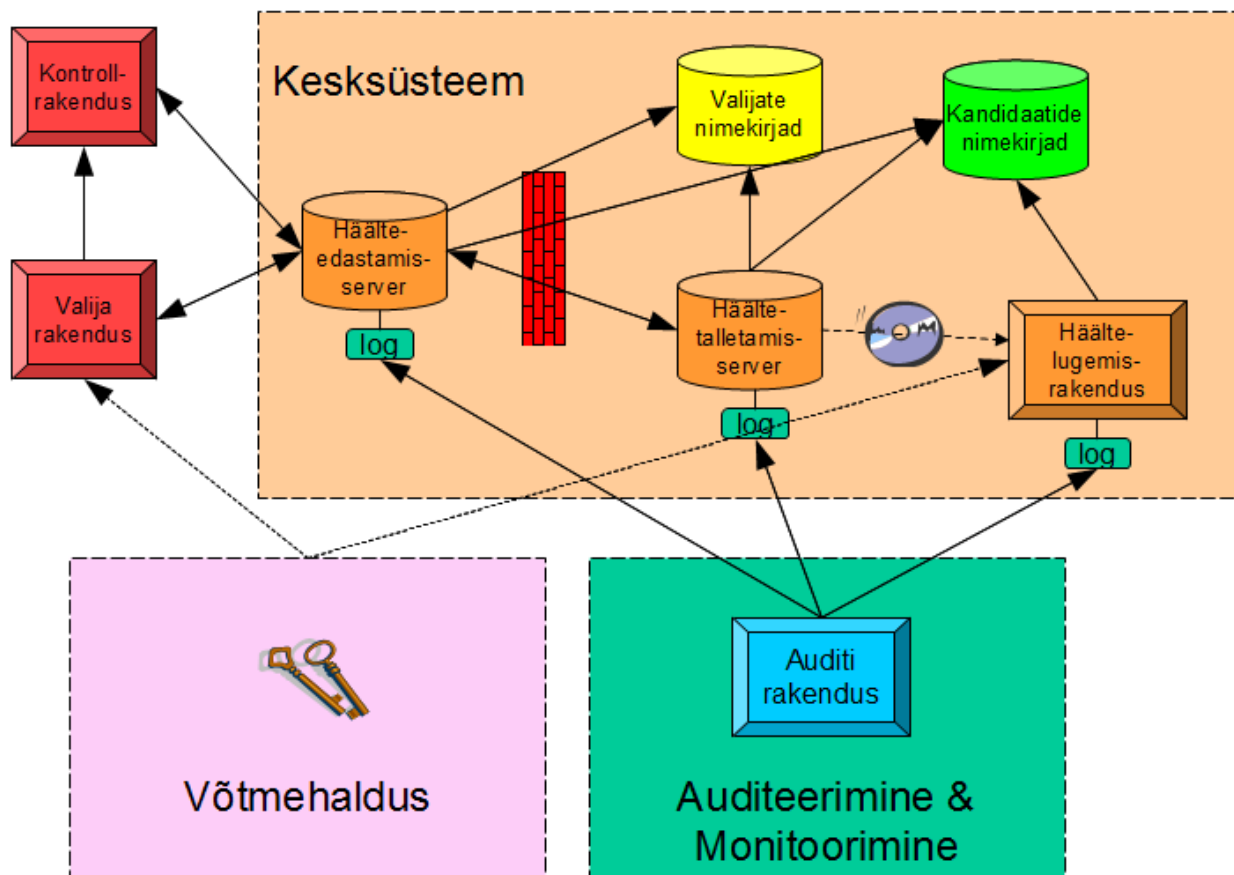 Kontroll-
rakendus
Kesksüsteem
Valijate
nimekirjad
Kandidaatide
nimekirjad
Valija
rakendus
Häälte-
edastamis-
server
log
Häälte-
talletamis-
server
log
Häälte-
lugemis-
rakendus
log
Võtmehaldus
Auditi
rakendus
Auditeerimine &
Monitoorimine